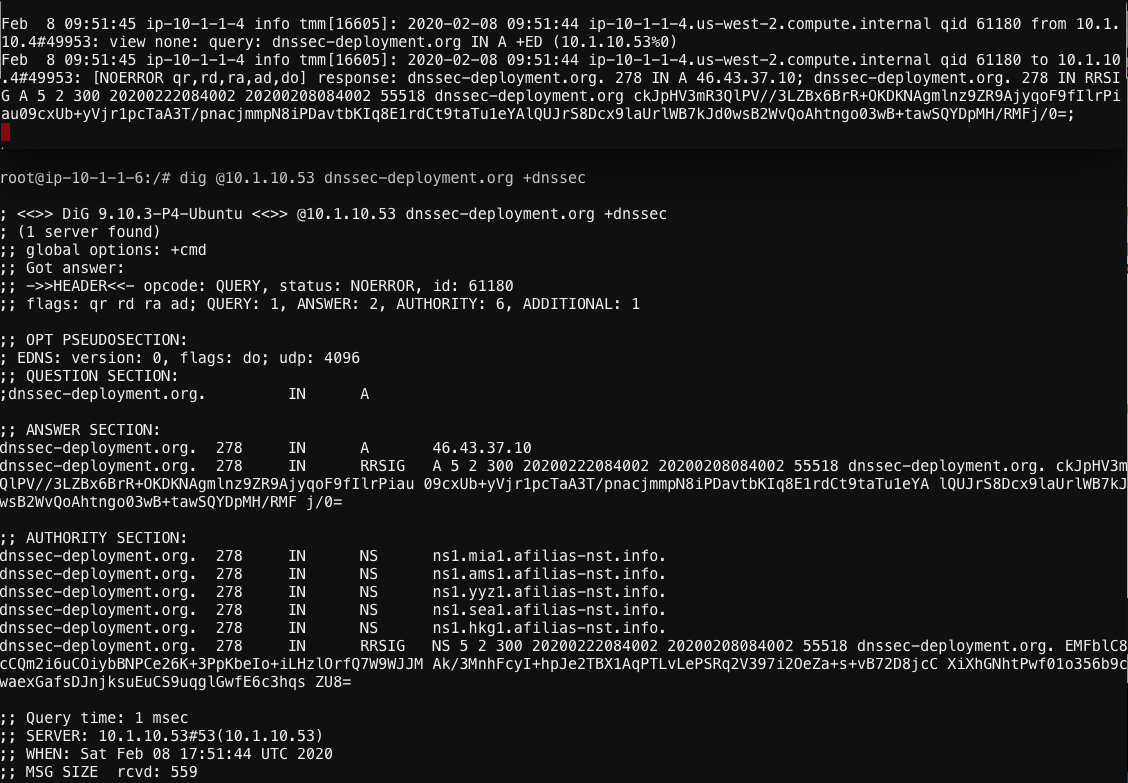 Feb  8 09:51:45 ip-10-1-1-4 info tmm[16605]: 2020-02-08 09:51:44 ip-10-1-1-4.us-west-2.compute.internal qid 61180 from 10.1.
10.4#49953: view none: query: dnssec-deployment.org IN A +ED (10.1.10.53%0)
Feb  8 09:51:45 ip-10-1-1-4 info tmm[16605]: 2020-02-08 09:51:44 ip-10-1-1-4.us-west-2.compute.internal qid 61180 to 10.1.10
.4#49953: [NOERROR qr,rd,ra,ad,do] response: dnssec-deployment.org. 278 IN A 46.43.37.10; dnssec-deployment.org. 278 IN RRSI
G A 5 2 300 20200222084002 20200208084002 55518 dnssec-deployment.org ckJpHV3mR3QlPV//3LZBx6BrR+OKDKNAgmlnz9ZR9AjyqoF9fIlrPi
au09cxUb+yVjr1pcTaA3T/pnacjmmpN8iPDavtbKIq8E1rdCt9taTu1eYAlQUJrS8Dcx9laUrlWB7kJd0wsB2WvQoAhtngo03wB+tawSQYDpMH/RMFj/0=;
root@ip-10-1-1-6:/# dig @10.1.10.53 dnssec-deployment.org +dnssec
; <<>> DiG 9.10.3-P4-Ubuntu <<>> @10.1.10.53 dnssec-deployment.org +dnssec
; (1 server found)
;; global options: +cmd
;; Got answer:
;; ->>HEADER<<- opcode: QUERY, status: NOERROR, id: 61180
;; flags: qr rd ra ad; QUERY: 1, ANSWER: 2, AUTHORITY: 6, ADDITIONAL: 1
;; OPT PSEUDOSECTION:
; EDNS: version: 0, flags: do; udp: 4096
;; QUESTION SECTION:
;dnssec-deployment.org.         IN      A
;; ANSWER SECTION:
dnssec-deployment.org.  278     IN      A       46.43.37.10
dnssec-deployment.org.  278     IN      RRSIG   A 5 2 300 20200222084002 20200208084002 55518 dnssec-deployment.org. ckJpHV3m
QlPV//3LZBx6BrR+OKDKNAgmlnz9ZR9AjyqoF9fIlrPiau 09cxUb+yVjr1pcTaA3T/pnacjmmpN8iPDavtbKIq8E1rdCt9taTu1eYA lQUJrS8Dcx9laUrlWB7kJ
wsB2WvQoAhtngo03wB+tawSQYDpMH/RMF j/0=
;; AUTHORITY SECTION:
dnssec-deployment.org.  278     IN      NS      ns1.mia1.afilias-nst.info.
dnssec-deployment.org.  278     IN      NS      ns1.ams1.afilias-nst.info.
dnssec-deployment.org.  278     IN      NS      ns1.yyz1.afilias-nst.info.
dnssec-deployment.org.  278     IN      NS      ns1.sea1.afilias-nst.info.
dnssec-deployment.org.  278     IN      NS      ns1.hkg1.afilias-nst.info.
dnssec-deployment.org.  278     IN      RRSIG   NS 5 2 300 20200222084002 20200208084002 55518 dnssec-deployment.org. EMFblC8
cCQm2i6uCOiybBNPCe26K+3PpKbeIo+iLHzlOrfQ7W9WJJM Ak/3MnhFcyI+hpJe2TBX1AqPTLvLePSRq2V397i2OeZa+s+vB72D8jcC XiXhGNhtPwf01o356b9c
waexGafsDJnjksuEuCS9uqglGwfE6c3hqs ZU8=
;; Query time: 1 msec
;; SERVER: 10.1.10.53#53(10.1.10.53)
;; WHEN: Sat Feb 08 17:51:44 UTC 2020
;; MSG SIZE  rcvd: 559